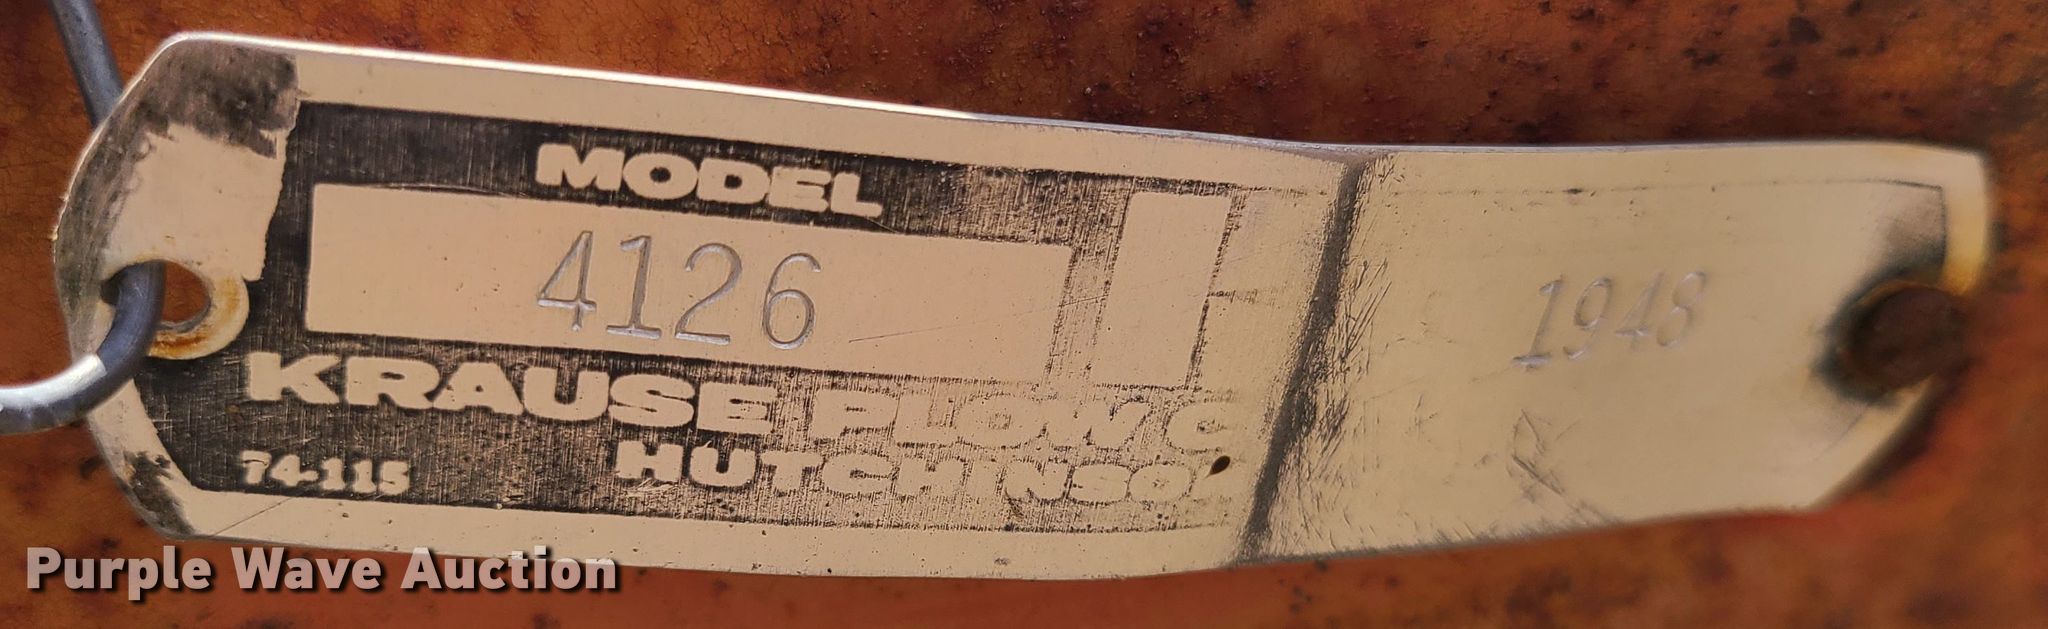 MODEL
4126
1948
KRAUSE PLOW C
HUTCHINSO
74-115
Purple Wave Auction